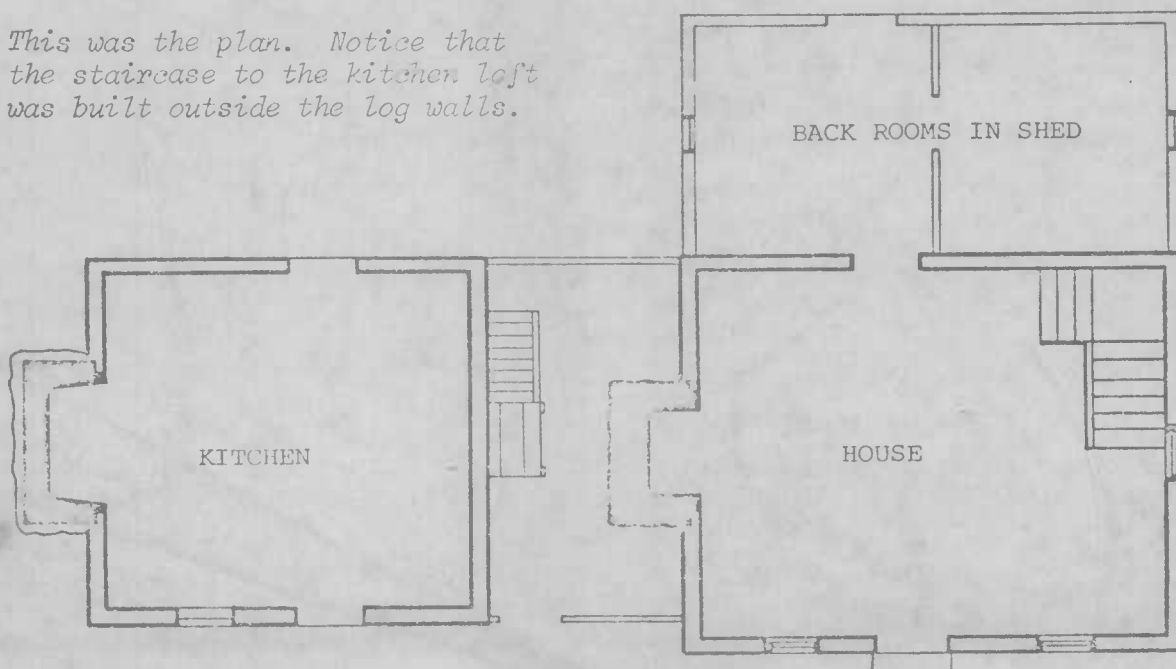 This was the plan. Notice that
the staircase to the kitchen loft
was built outside the log walls.
BACK ROOMS IN SHED
KITCHEN
HOUSE